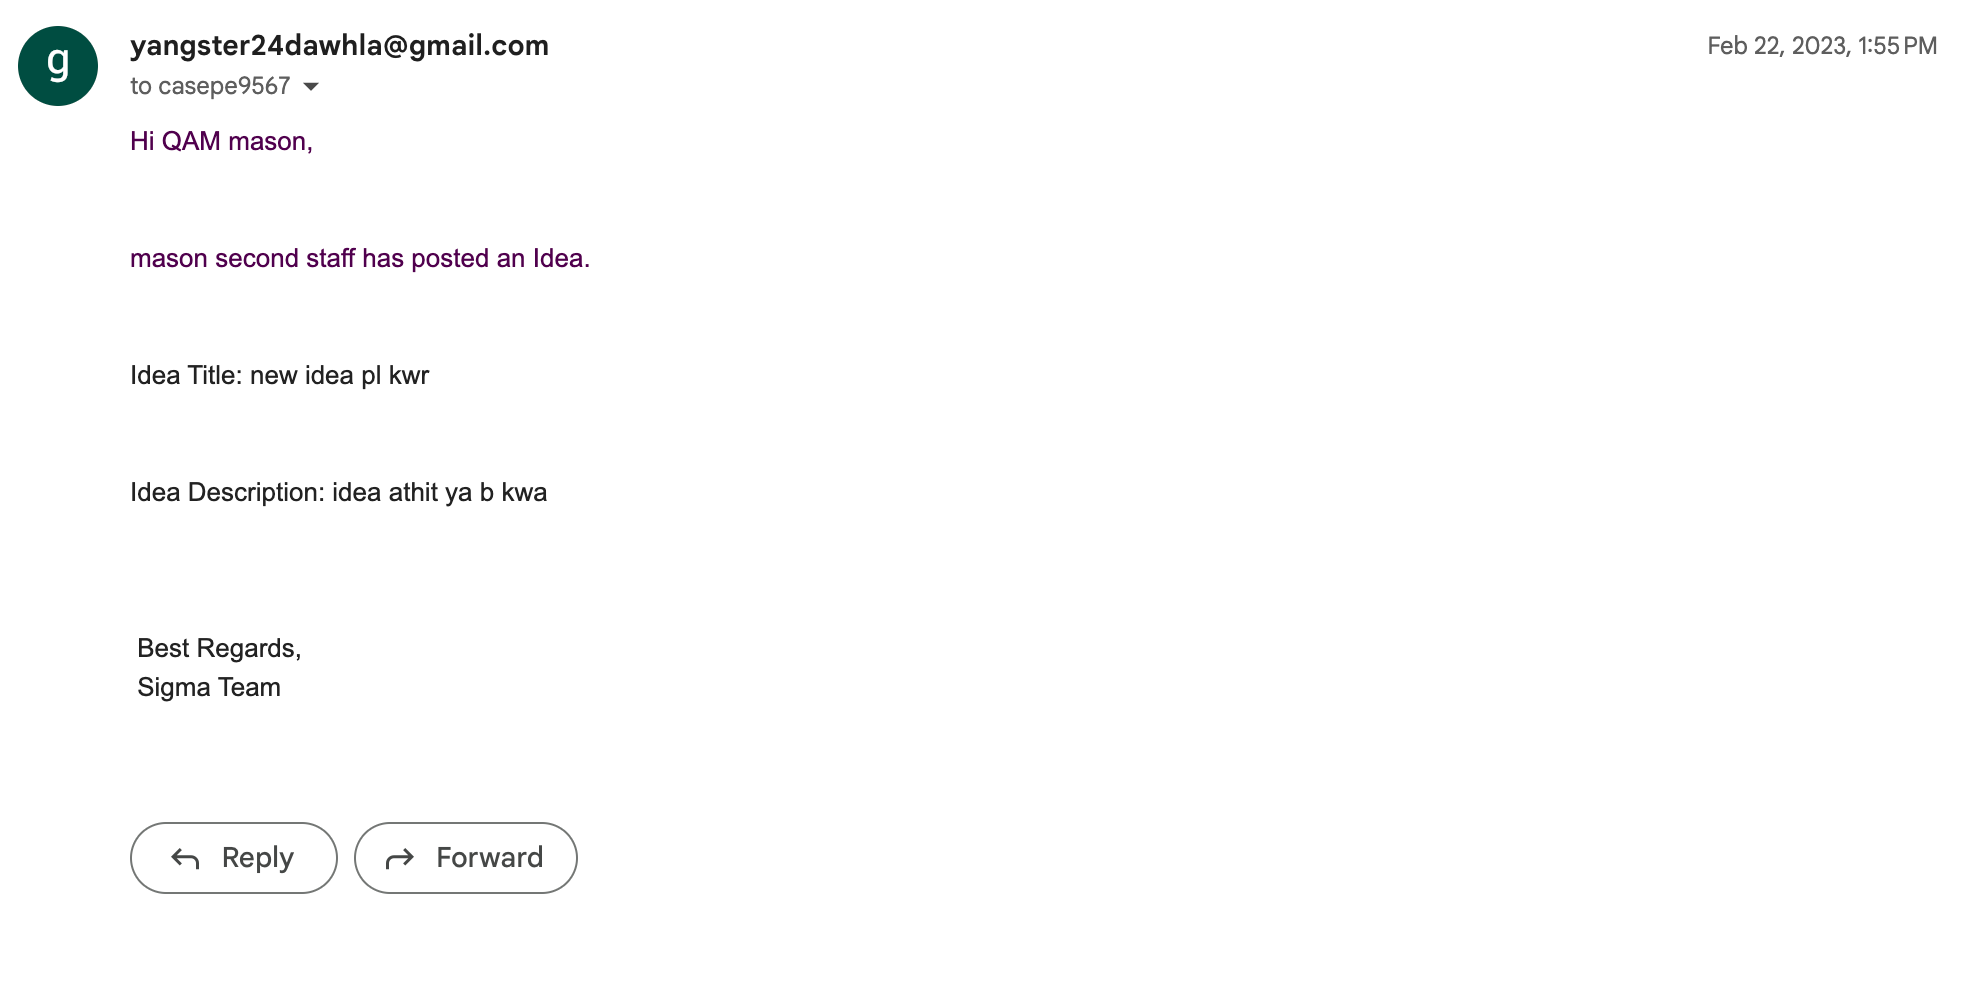 g
yangster24dawhla@gmail.com
Feb 22, 2023, 1:55 PM
to casepe9567
Hi QAM mason,
mason second staff has posted an Idea.
Idea Title: new idea pl kwr
Idea Description: idea athit ya b kwa
Best Regards,
Sigma Team
Reply
Forward